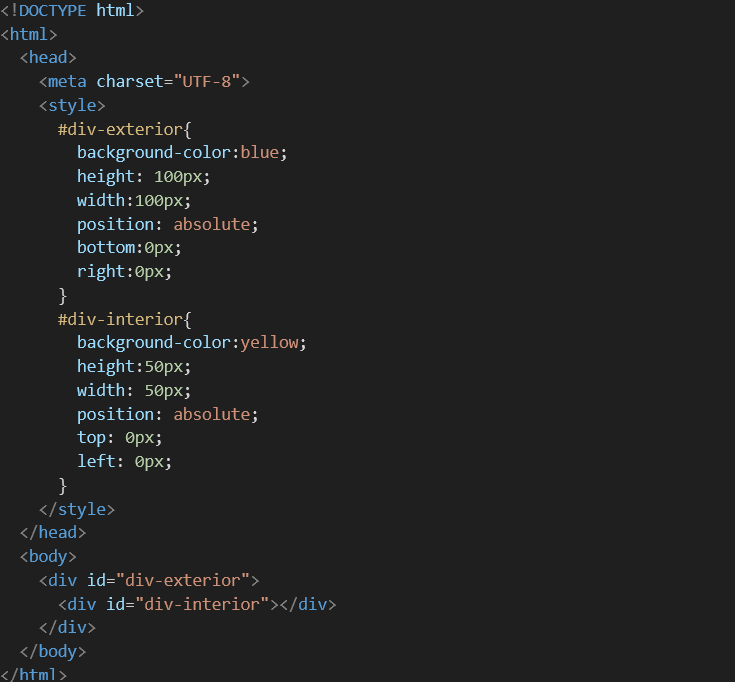 <!DOCTYPE html>
<html>
  <head>
    <meta charset="UTF-8">
    <style>
      #div-exterior{
        background-color:blue;
        height: 100px;
        width:100px;
        position: absolute;
        bottom:0px;
        right:0px;
      }
      #div-interior{
        background-color:yellow;
        height:50px;
        width: 50px;
        position: absolute;
        top: 0px;
        left: 0px;
      }
    </style>
  </head>
  <body>
    <div id="div-exterior">
      <div id="div-interior"></div>
    </div>
  </body>
</html>